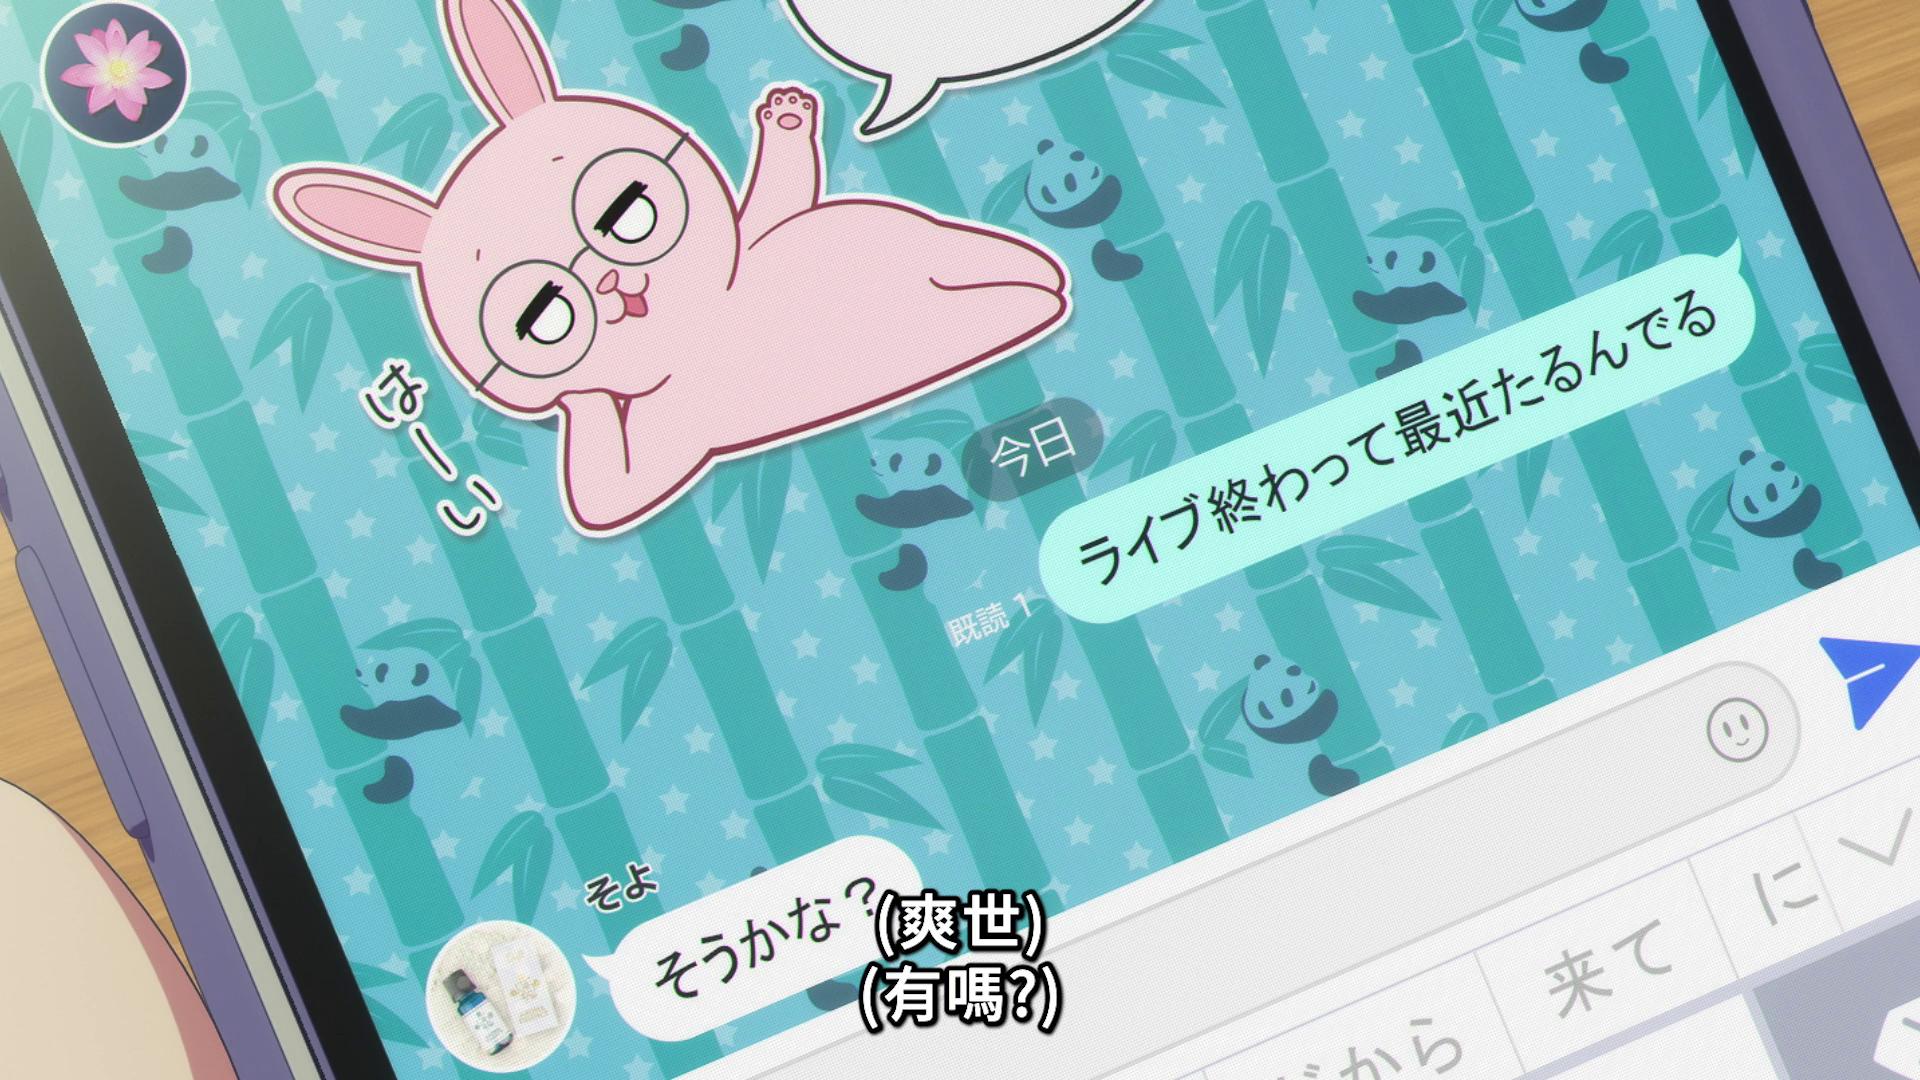 はーい
今日
ライブ終わって最近たるんでる
既読 1
そよ
そうかな？
(爽世)
(有嗎?)
に
来て
だから